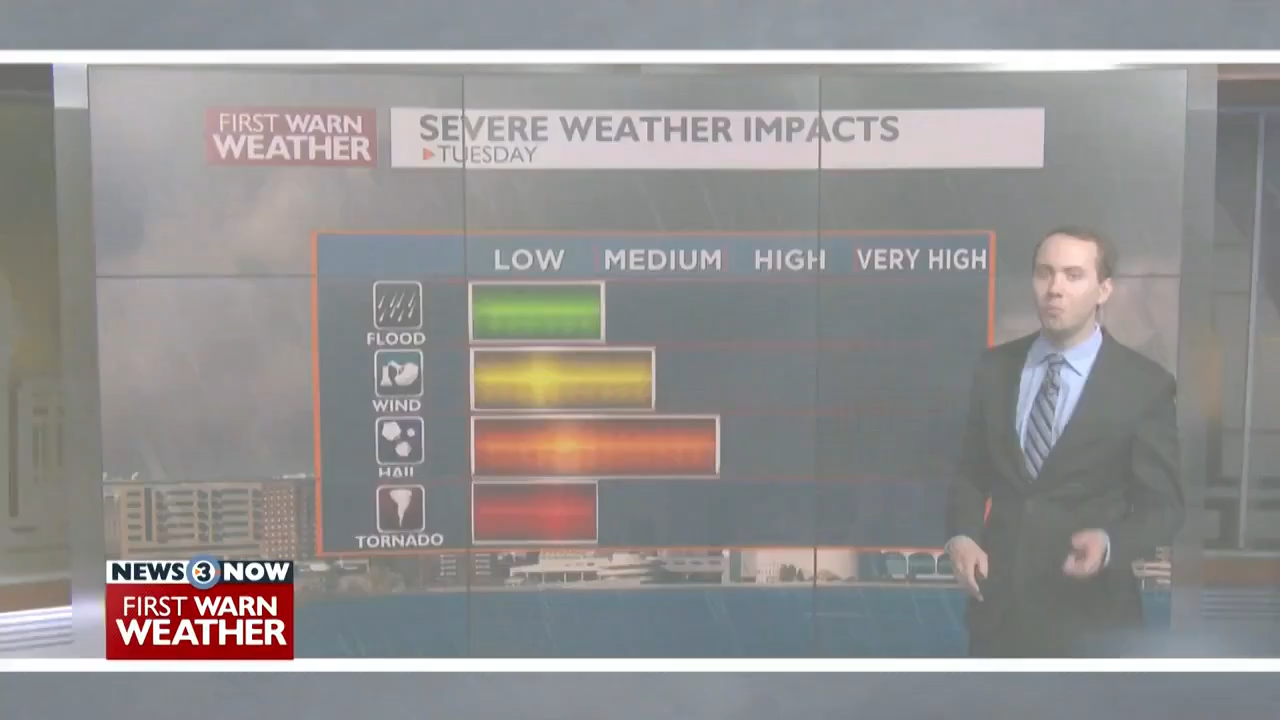 FIRST WARN
WEATHER
SEVERE WEATHER IMPACTS
TUESDAY
LOW MEDIUM HIGH VERY HIGH
FLOOD
WIND
HAIL
TORNADO
NEWS 3 NOW
FIRST WARN
WEATHER